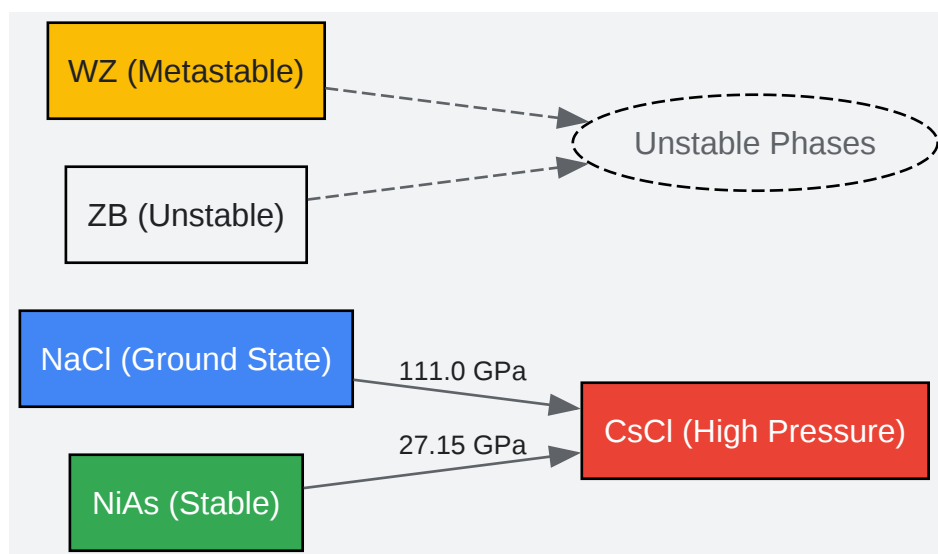 WZ (Metastable)
Unstable Phases
ZB (Unstable)
NaCl (Ground State)
111.0 GPa
CsCl (High Pressure)
27.15 GPa
NiAs (Stable)